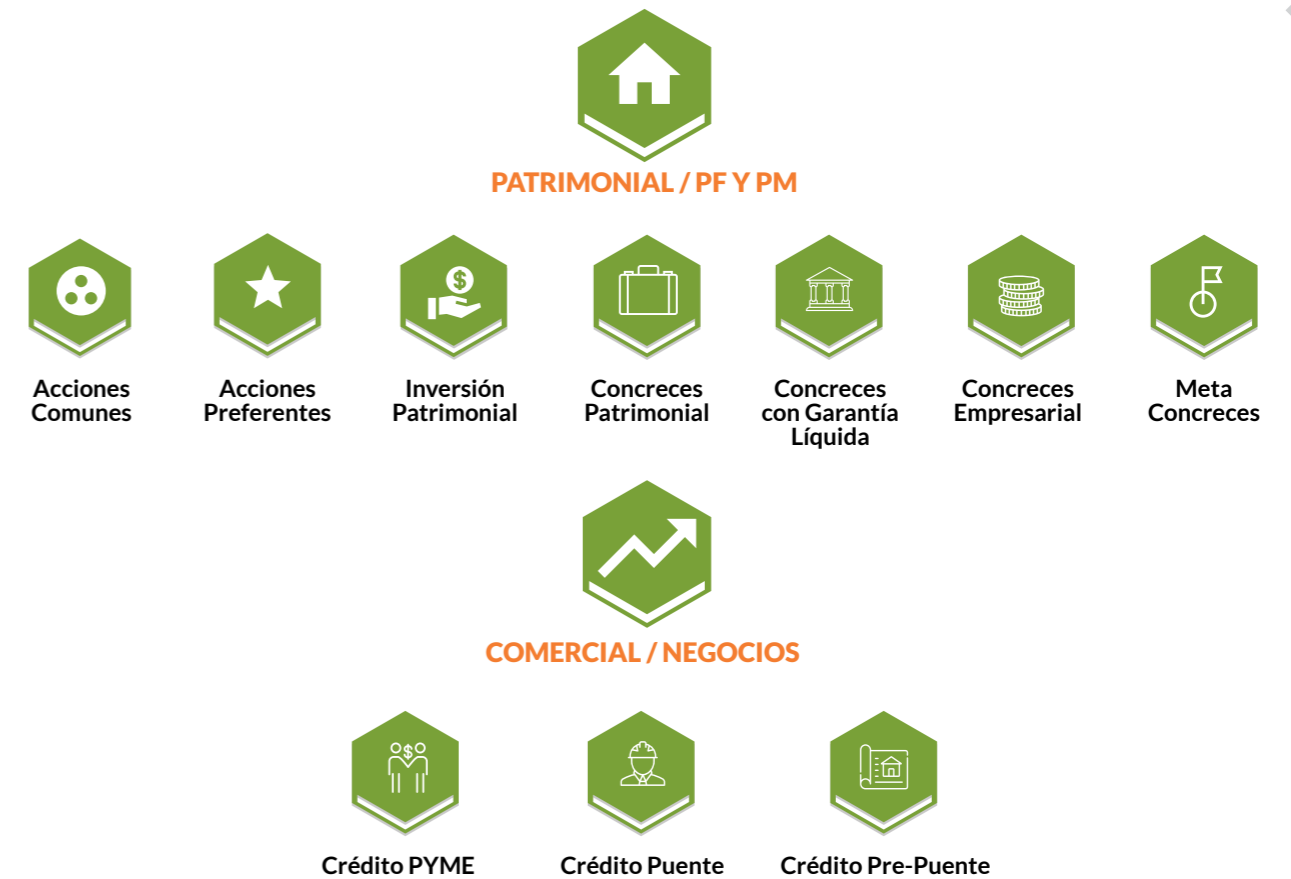 PATRIMONIAL / PF Y PM
Acciones
Comunes
Acciones
Preferentes
Inversión
Patrimonial
Concreces
Patrimonial
Concreces
con Garantía
Líquida
Concreces
Empresarial
Meta
Concreces
COMERCIAL / NEGOCIOS
Crédito PYME
Crédito Puente
Crédito Pre-Puente